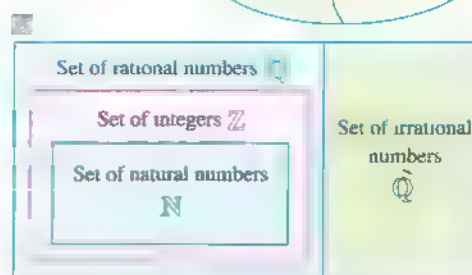 Set of rational numbers ℚ
Set of integers ℤ
Set of natural numbers
ℕ
Set of irrational
numbers
ℚ̀